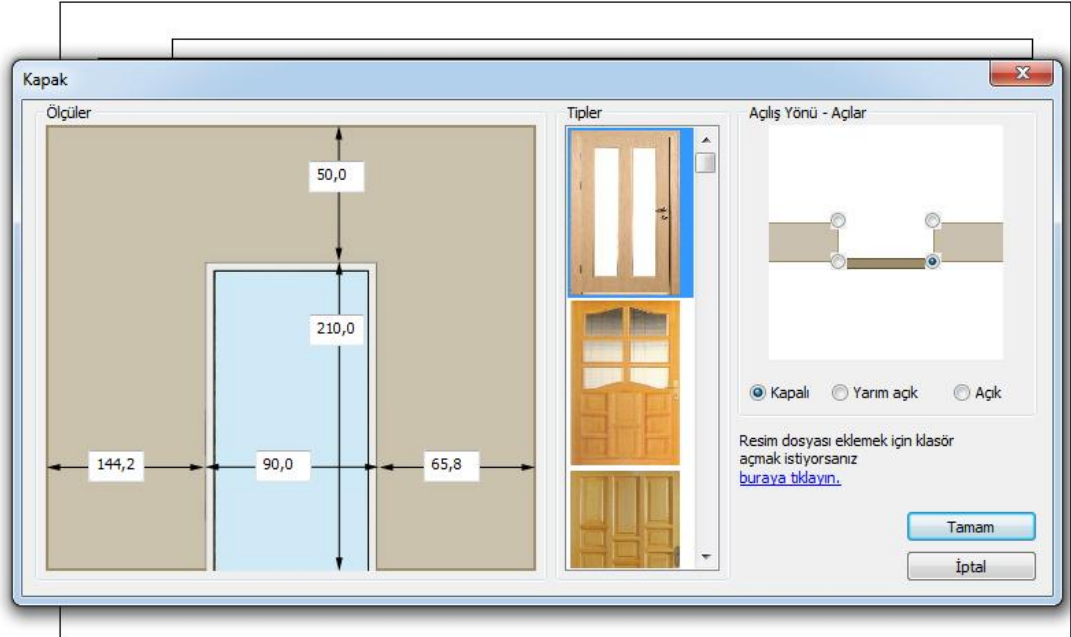 Kapak
Ölçüler
50,0
210,0
144,2
90,0
65,8
Tipler
Açılış Yönü - Açılar
Kapalı
Yarım açık
Açık
Resim dosyası eklemek için klasör
açmak istiyorsanız
buraya tıklayın.
Tamam
İptal